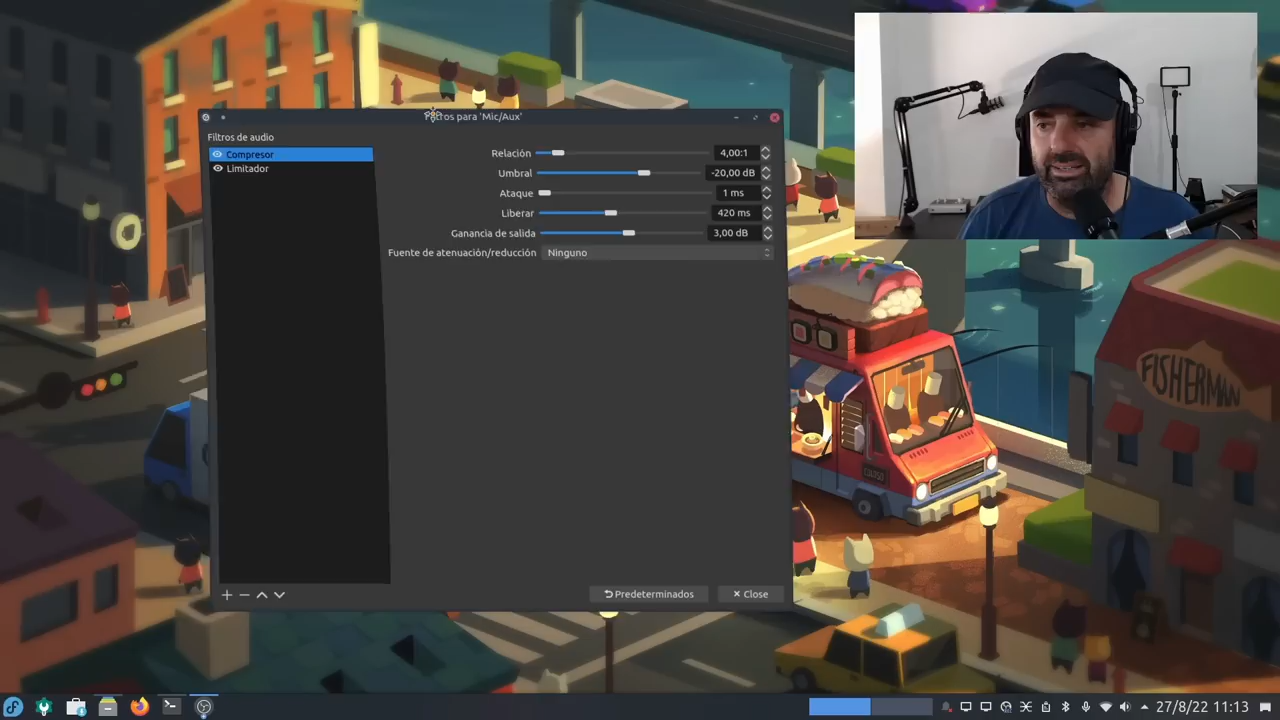 Filtros para 'Mic/Aux'
Filtros de audio
Compresor
Limitador
Relación 4,00:1
Umbral -20,00 dB
Ataque 1 ms
Liberar 420 ms
Ganancia de salida 3,00 dB
Fuente de atenuación/reducción Ninguno
Predeterminados
Close
FISHERMAN
27/8/22 11:13